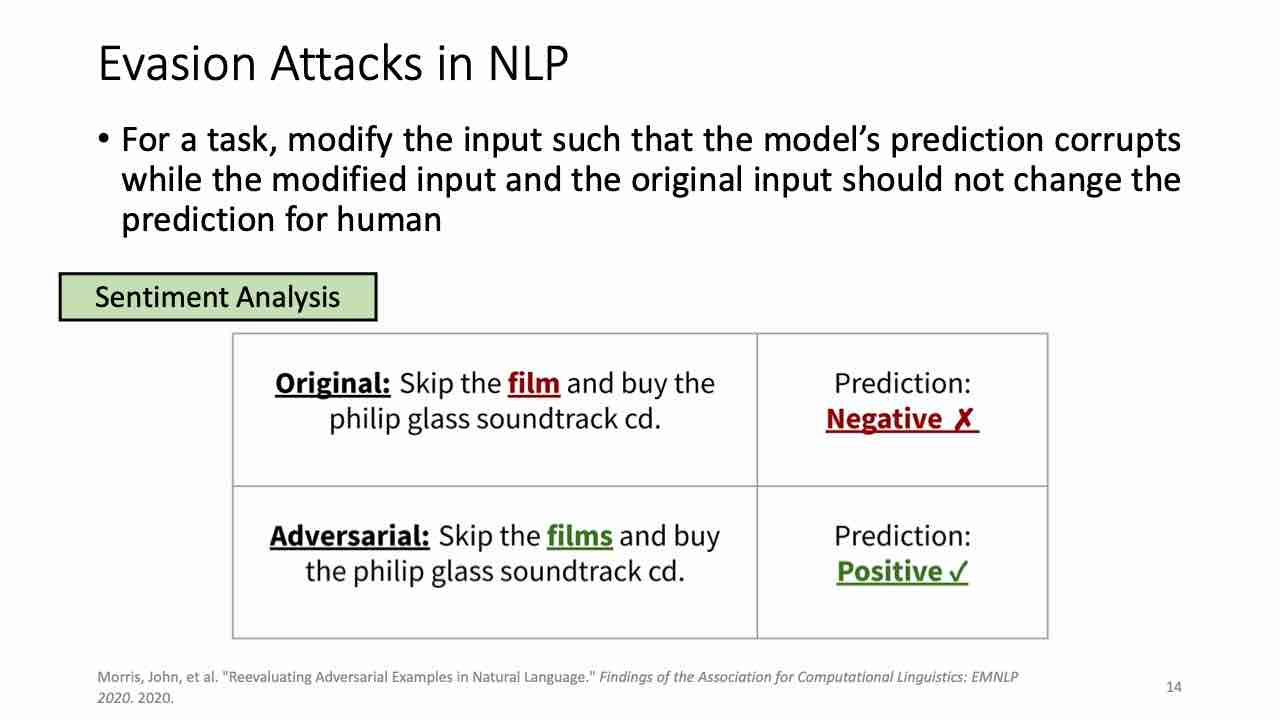 Evasion Attacks in NLP
• For a task, modify the input such that the model’s prediction corrupts
while the modified input and the original input should not change the
prediction for human
Sentiment Analysis
Original: Skip the film and buy the
philip glass soundtrack cd.
Prediction:
Negative ✗
Adversarial: Skip the films and buy
the philip glass soundtrack cd.
Prediction:
Positive ✓
Morris, John, et al. "Reevaluating Adversarial Examples in Natural Language." Findings of the Association for Computational Linguistics: EMNLP
2020. 2020.
14